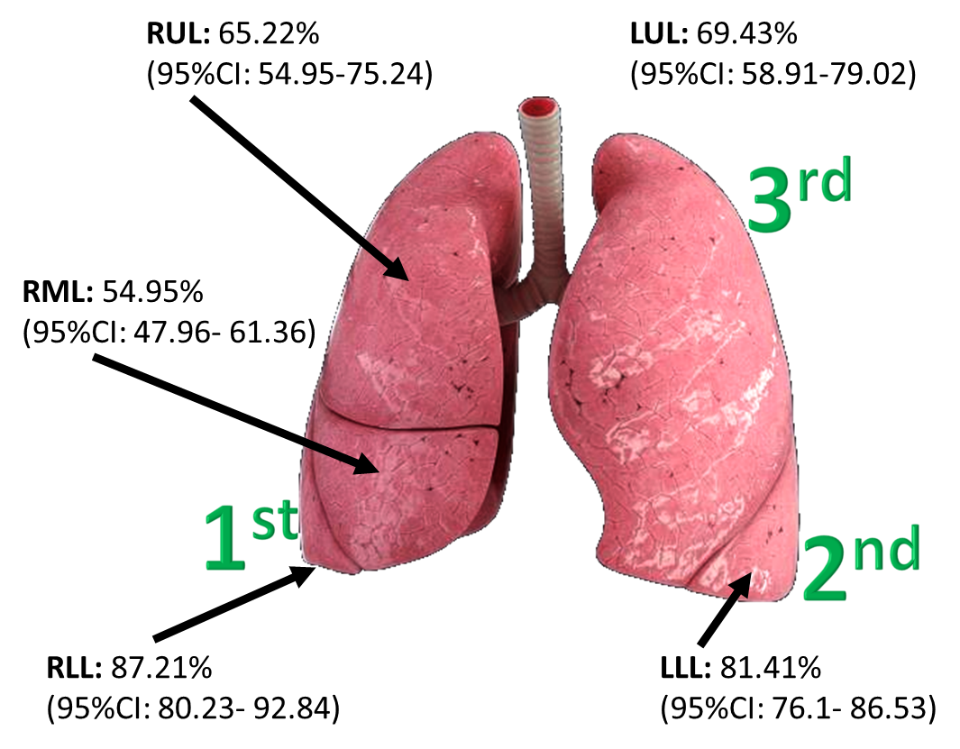 RUL: 65.22%
(95%CI: 54.95-75.24)
LUL: 69.43%
(95%CI: 58.91-79.02)
3rd
RML: 54.95%
(95%CI: 47.96- 61.36)
1st
2nd
RLL: 87.21%
(95%CI: 80.23- 92.84)
LLL: 81.41%
(95%CI: 76.1- 86.53)